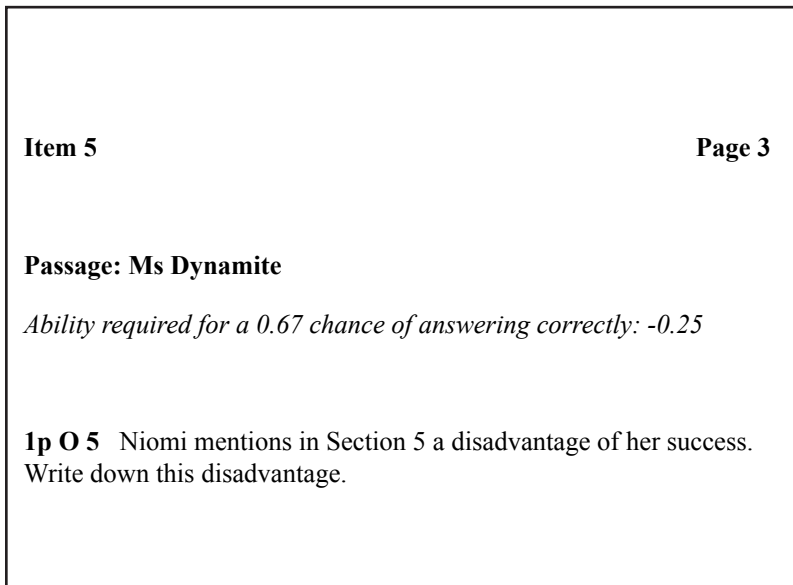 Item 5 Page 3
Passage: Ms Dynamite
Ability required for a 0.67 chance of answering correctly: -0.25
1p O 5 Niomi mentions in Section 5 a disadvantage of her success.
Write down this disadvantage.